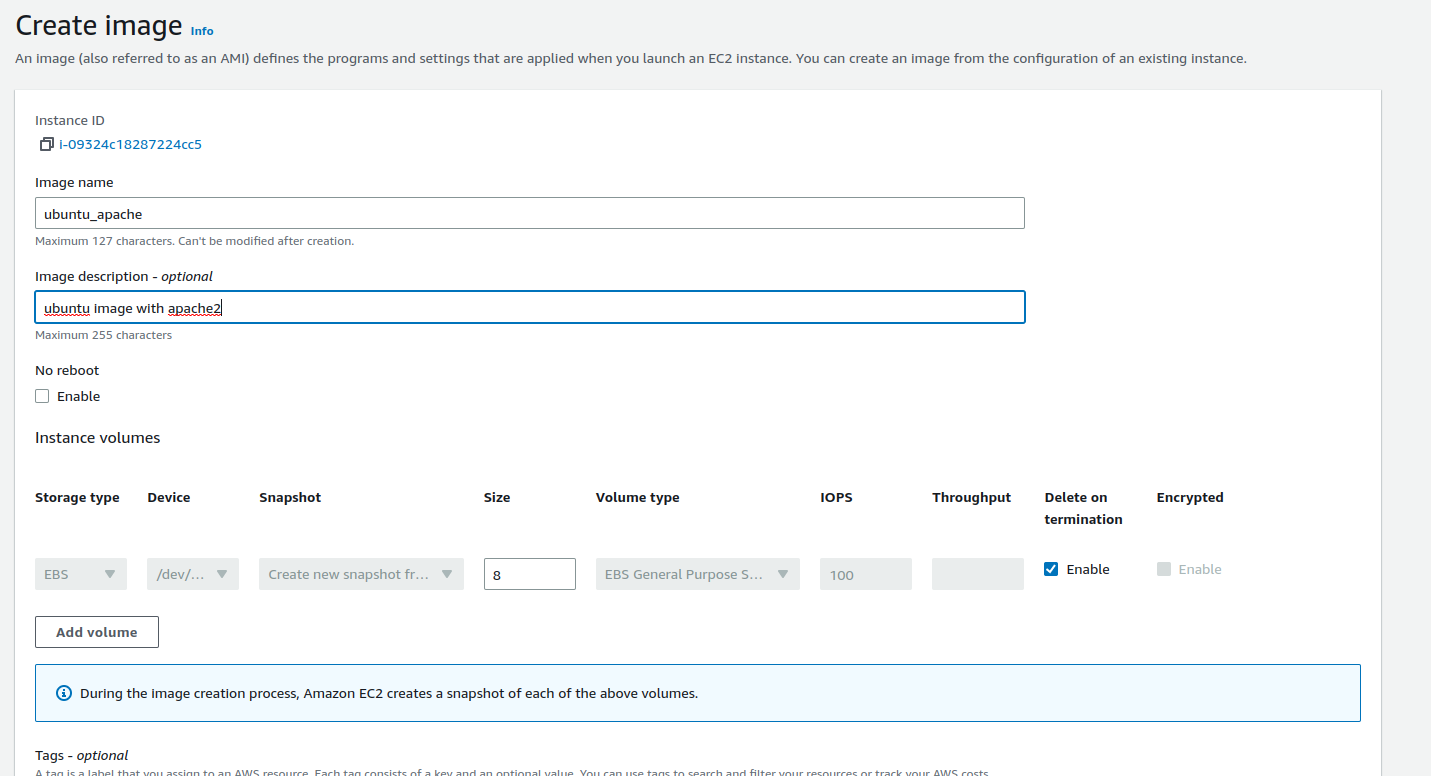 Create image Info
An image (also referred to as an AMI) defines the programs and settings that are applied when you launch an EC2 instance. You can create an image from the configuration of an existing instance.
Instance ID
i-09324c18287224cc5
Image name
ubuntu_apache
Maximum 127 characters. Can't be modified after creation.
Image description - optional
ubuntu image with apache2
Maximum 255 characters
No reboot
Enable
Instance volumes
Storage type Device Snapshot Size Volume type IOPS Throughput Delete on termination Encrypted
EBS /dev/... Create new snapshot fr... 8 EBS General Purpose S... 100 Enable Enable
Add volume
During the image creation process, Amazon EC2 creates a snapshot of each of the above volumes.
Tags - optional
A tag is a label that you assign to an AWS resource. Each tag consists of a key and an optional value. You can use tags to search and filter your resources or track your AWS costs.